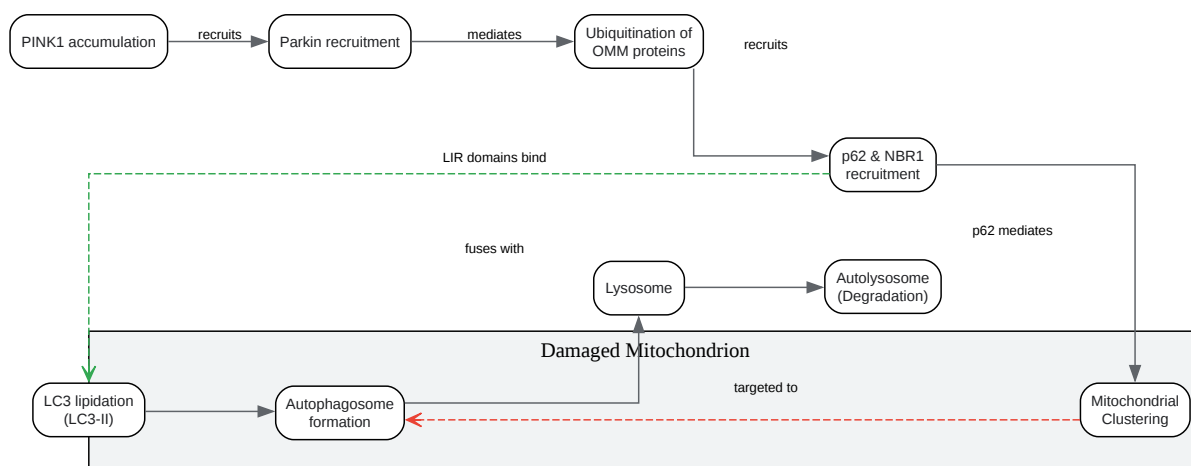 PINK1 accumulation
recruits
Parkin recruitment
mediates
Ubiquitination of
OMM proteins
recruits
LIR domains bind
p62 & NBR1
recruitment
p62 mediates
fuses with
Lysosome
Autolysosome
(Degradation)
Damaged Mitochondrion
targeted to
LC3 lipidation
(LC3-II)
Autophagosome
formation
Mitochondrial
Clustering